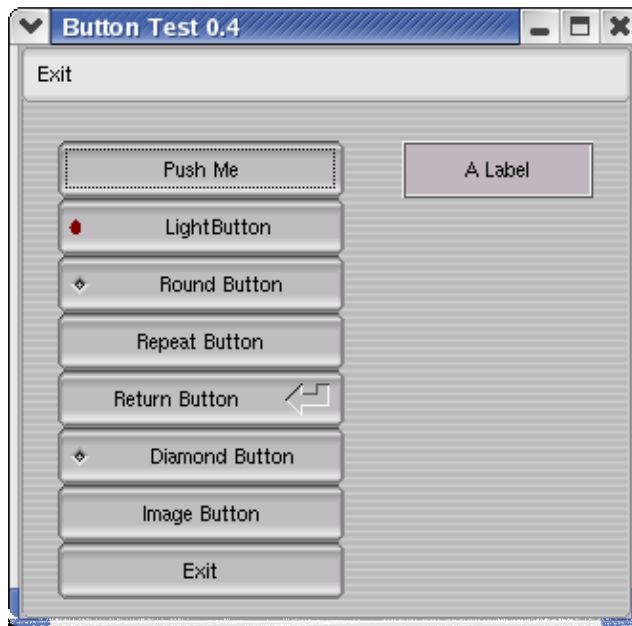 Button Test 0.4
Exit
Push Me
A Label
LightButton
Round Button
Repeat Button
Return Button
Diamond Button
Image Button
Exit